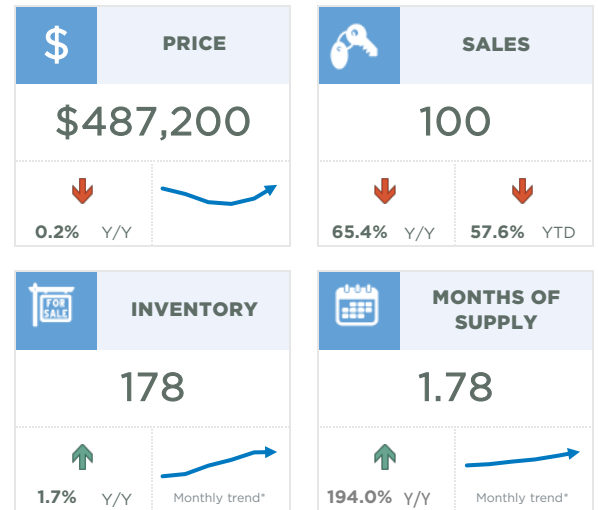 $
PRICE
$487,200
0.2% Y/Y
SALES
100
65.4% Y/Y
57.6% YTD
FOR
SALE
INVENTORY
178
1.7% Y/Y
Monthly trend*
MONTHS OF
SUPPLY
1.78
194.0% Y/Y
Monthly trend*